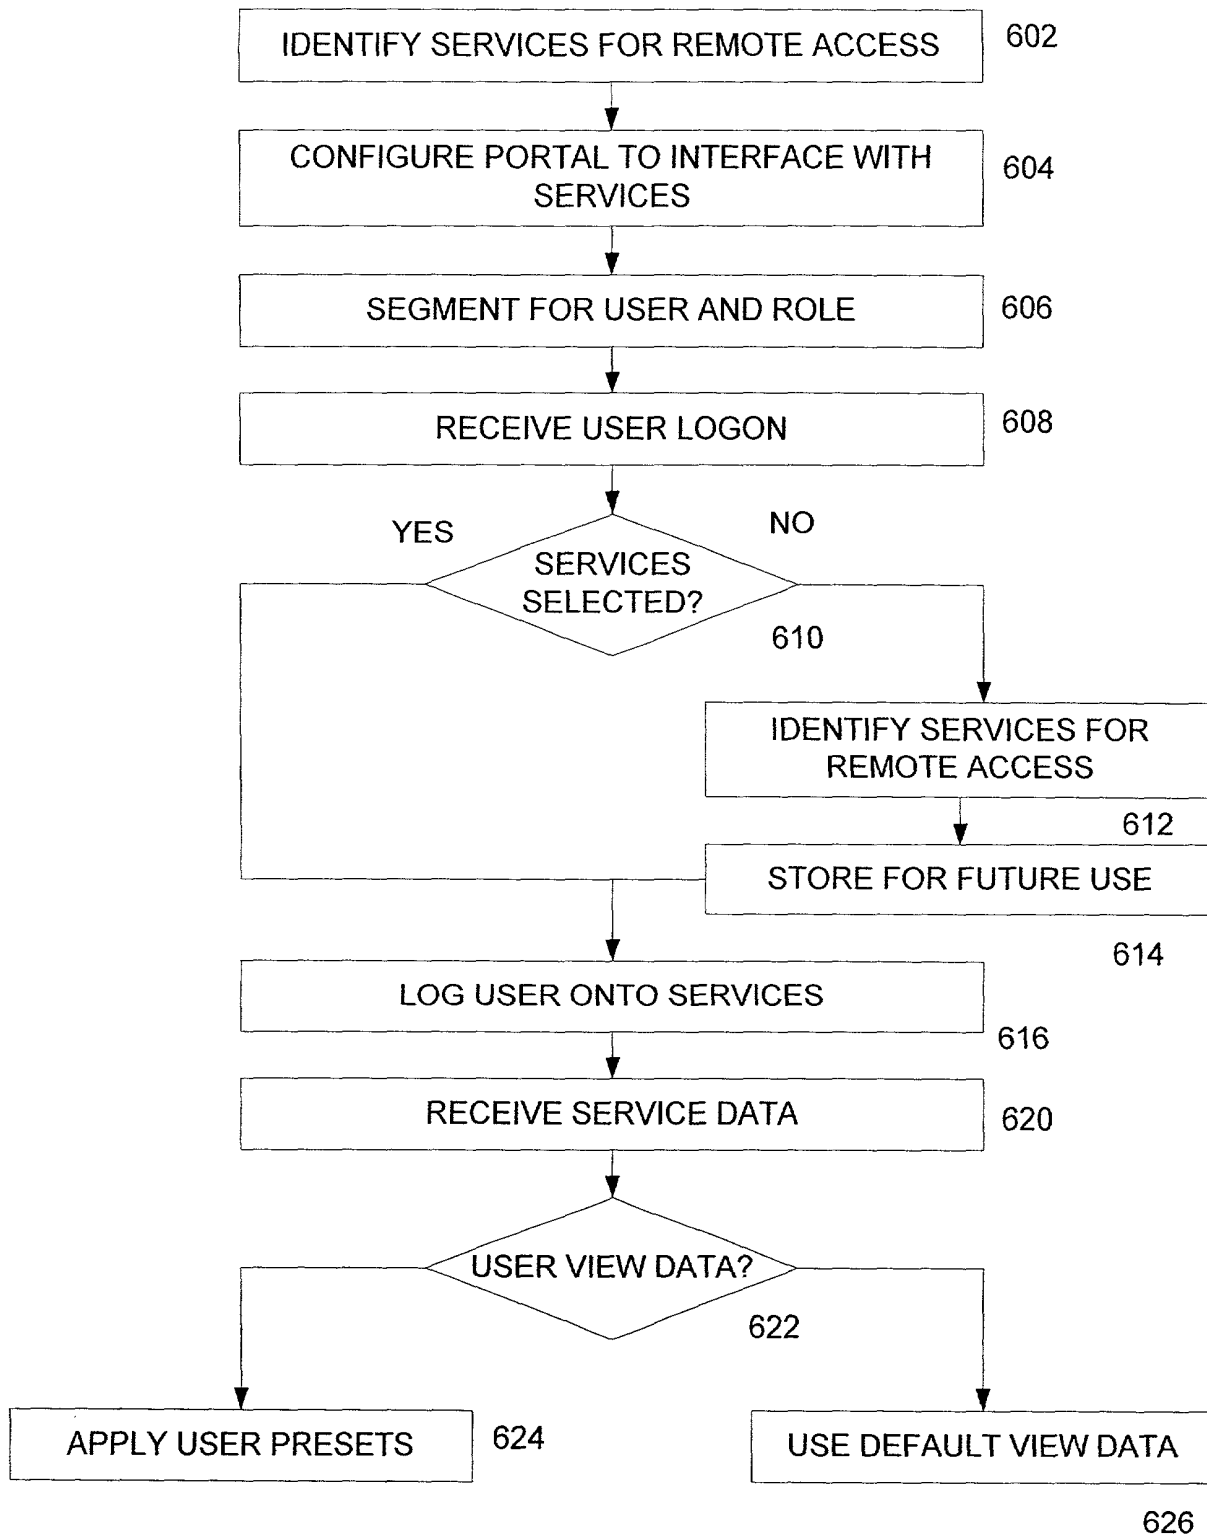 IDENTIFY SERVICES FOR REMOTE ACCESS
602
CONFIGURE PORTAL TO INTERFACE WITH
SERVICES
604
SEGMENT FOR USER AND ROLE
606
RECEIVE USER LOGON
608
YES
NO
SERVICES
SELECTED?
610
IDENTIFY SERVICES FOR
REMOTE ACCESS
612
STORE FOR FUTURE USE
614
LOG USER ONTO SERVICES
616
RECEIVE SERVICE DATA
620
USER VIEW DATA?
622
APPLY USER PRESETS
624
USE DEFAULT VIEW DATA
626